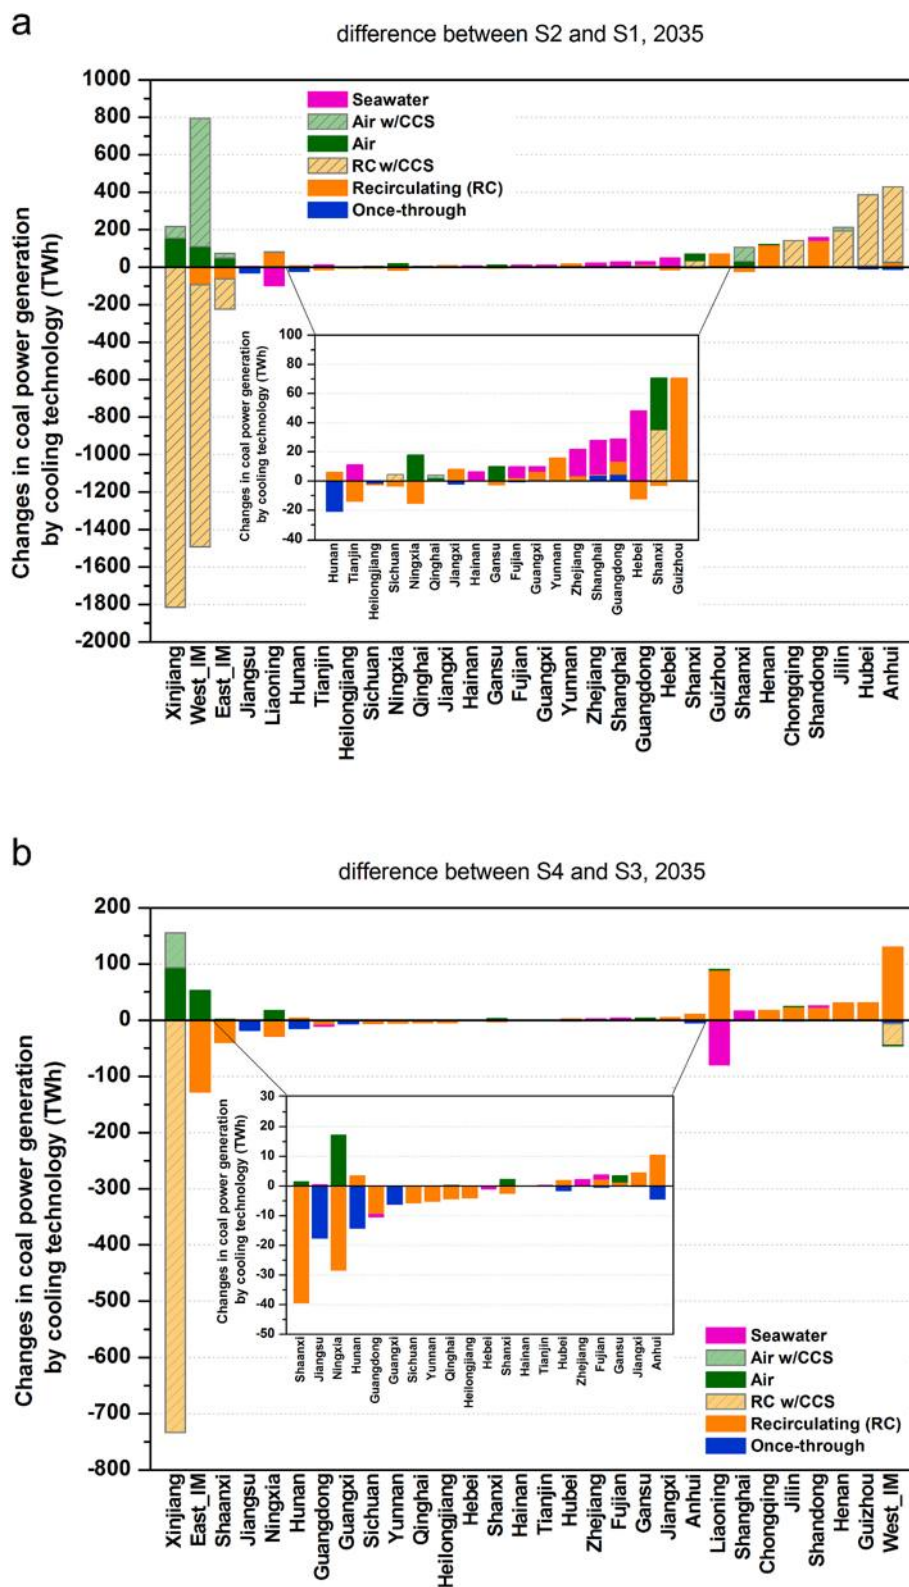 a
difference between S2 and S1, 2035
Changes in coal power generation
by cooling technology (TWh)
1000
800
600
400
200
0
-200
-400
-600
-800
-1000
-1200
-1400
-1600
-1800
-2000
Seawater
Air w/CCS
Air
RC w/CCS
Recirculating (RC)
Once-through
Changes in coal power generation
by cooling technology (TWh)
100
80
60
40
20
0
-20
-40
Hunan
Tianjin
Heilongjiang
Sichuan
Ningxia
Qinghai
Jiangxi
Hainan
Gansu
Fujian
Guangxi
Yunnan
Zhejiang
Shanghai
Guangdong
Hebei
Shanxi
Guizhou
Xinjiang
West_IM
East_IM
Jiangsu
Liaoning
Hunan
Tianjin
Heilongjiang
Sichuan
Ningxia
Qinghai
Jiangxi
Hainan
Gansu
Fujian
Guangxi
Yunnan
Zhejiang
Shanghai
Guangdong
Hebei
Shanxi
Guizhou
Shaanxi
Henan
Chongqing
Shandong
Jilin
Hubei
Anhui
b
difference between S4 and S3, 2035
Changes in coal power generation
by cooling technology (TWh)
200
100
0
-100
-200
-300
-400
-500
-600
-700
-800
Changes in coal power generation
by cooling technology (TWh)
30
20
10
0
-10
-20
-30
-40
-50
Shaanxi
Jiangsu
Ningxia
Hunan
Guangdong
Guangxi
Sichuan
Yunnan
Qinghai
Heilongjiang
Hebei
Shanxi
Hainan
Tianjin
Hubei
Zhejiang
Fujian
Gansu
Jiangxi
Anhui
Seawater
Air w/CCS
Air
RC w/CCS
Recirculating (RC)
Once-through
Xinjiang
East_IM
Shaanxi
Jiangsu
Ningxia
Hunan
Guangdong
Guangxi
Sichuan
Yunnan
Qinghai
Heilongjiang
Hebei
Shanxi
Hainan
Tianjin
Hubei
Zhejiang
Fujian
Gansu
Jiangxi
Anhui
Liaoning
Shanghai
Chongqing
Jilin
Shandong
Henan
Guizhou
West_IM